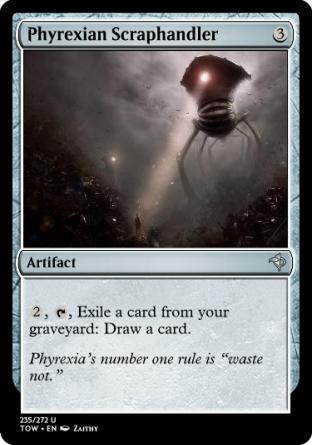 Phyrexian Scraphandler 3
Artifact
2, , Exile a card from your
graveyard: Draw a card.
Phyrexia's number one rule is “waste
not.”
235/272 U
TOW • EN Zaithy